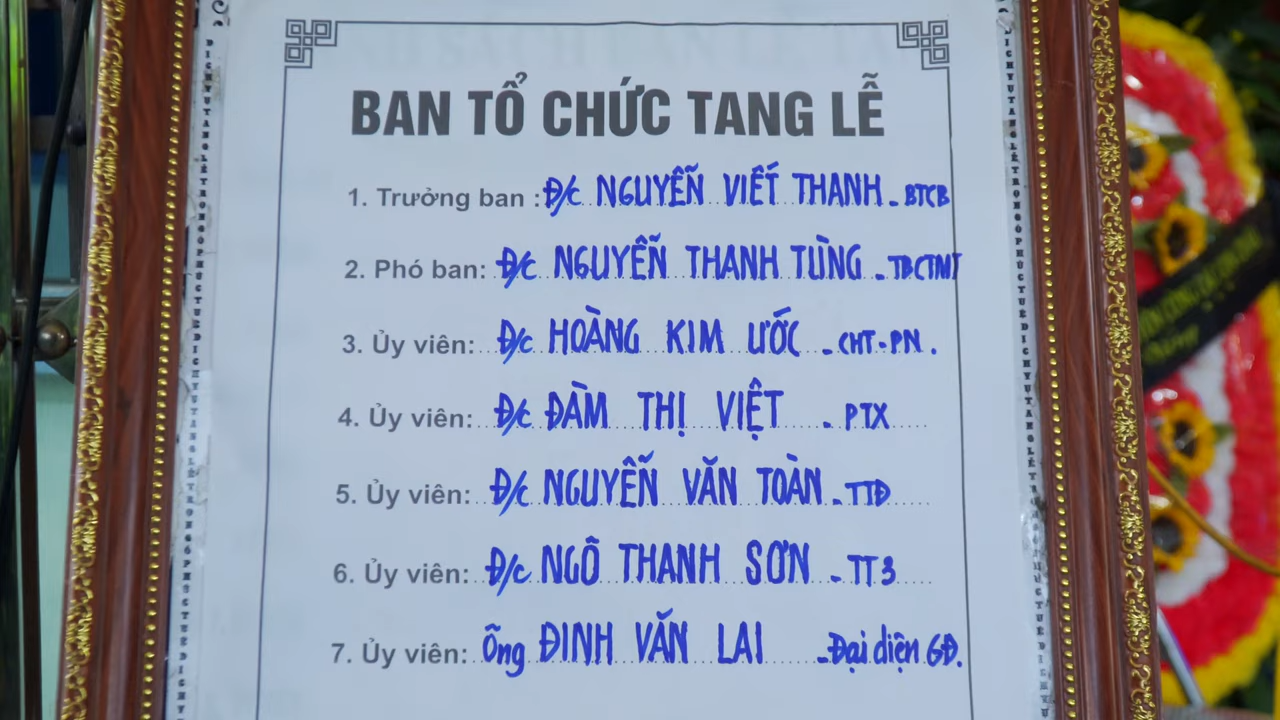 BAN TỔ CHỨC TANG LỄ
1. Trưởng ban : Đ/c NGUYỄN VIẾT THANH - BTCB
2. Phó ban: Đ/c NGUYỄN THANH TÙNG - TBCTMT
3. Ủy viên: Đ/c HOÀNG KIM ƯỚC - CHT-PN.
4. Ủy viên: Đ/c ĐÀM THỊ VIỆT - PTX
5. Ủy viên: Đ/c NGUYỄN VĂN TOÀN - TTĐ
6. Ủy viên: Đ/c NGÔ THANH SƠN - TT3
7. Ủy viên: Ông ĐINH VĂN LAI - Đại diện GĐ.